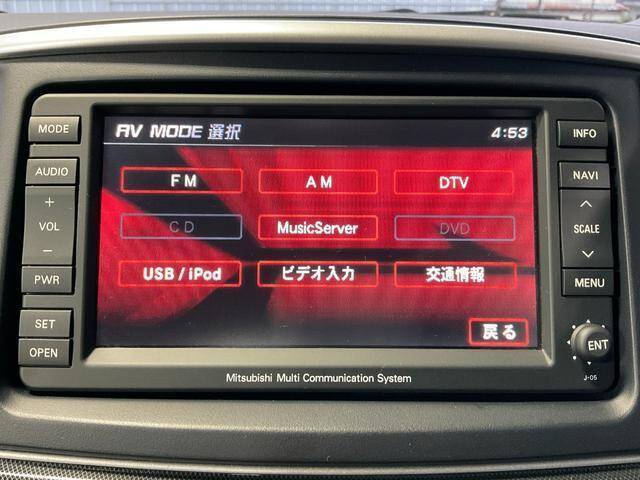 MODE
AUDIO
+
VOL
−
PWR
SET
OPEN
AV MODE 選択 4:53
FM AM DTV
CD MusicServer DVD
USB / iPod ビデオ入力 交通情報
戻る
INFO
NAVI
SCALE
MENU
ENT
J-05
Mitsubishi Multi Communication System